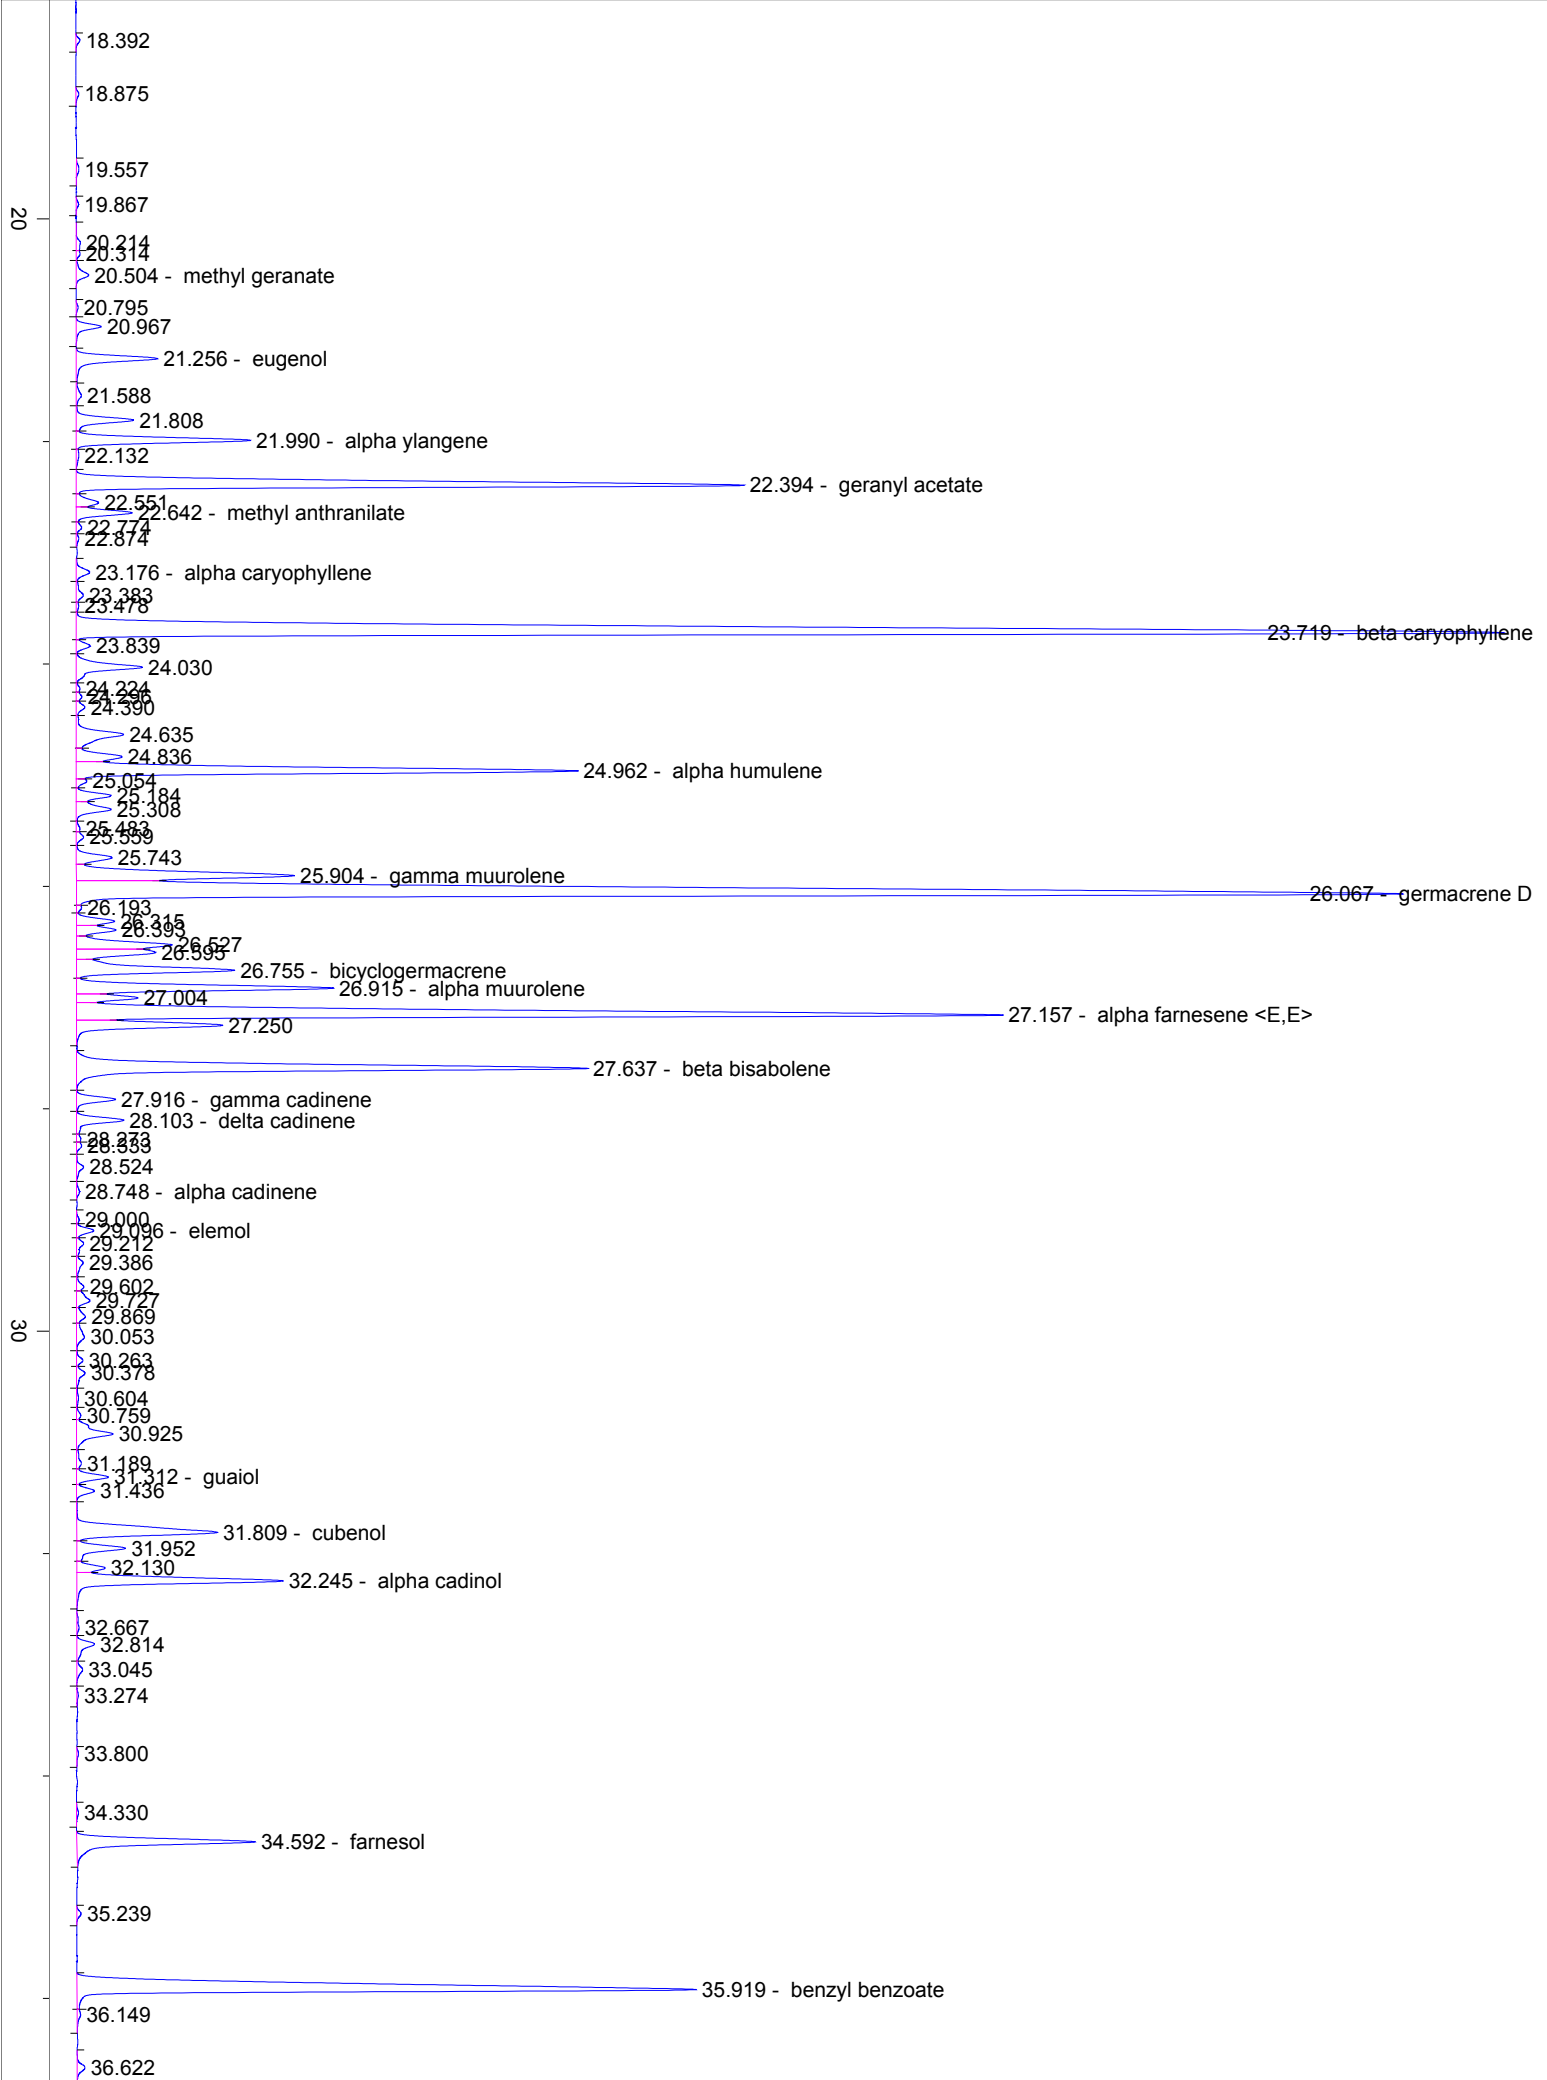 18.392
18.875
19.557
19.867
20
20.214
20.314
20.504 - methyl geranate
20.795
20.967
21.256 - eugenol
21.588
21.808
21.990 - alpha ylangene
22.132
22.394 - geranyl acetate
22.551
22.642 - methyl anthranilate
22.774
22.874
23.176 - alpha caryophyllene
23.383
23.478
23.719 - beta caryophyllene
23.839
24.030
24.224
24.296
24.390
24.635
24.836
24.962 - alpha humulene
25.054
25.184
25.308
25.483
25.559
25.743
25.904 - gamma muurolene
26.067 - germacrene D
26.193
26.315
26.393
26.527
26.595
26.755 - bicyclogermacrene
26.915 - alpha muurolene
27.004
27.157 - alpha farnesene <E,E>
27.250
27.637 - beta bisabolene
27.916 - gamma cadinene
28.103 - delta cadinene
28.273
28.333
28.524
28.748 - alpha cadinene
29.000
29.096 - elemol
29.212
29.386
29.602
29.727
29.869
30
30.053
30.263
30.378
30.604
30.759
30.925
31.189
31.312 - guaiol
31.436
31.809 - cubenol
31.952
32.130
32.245 - alpha cadinol
32.667
32.814
33.045
33.274
33.800
34.330
34.592 - farnesol
35.239
35.919 - benzyl benzoate
36.149
36.622